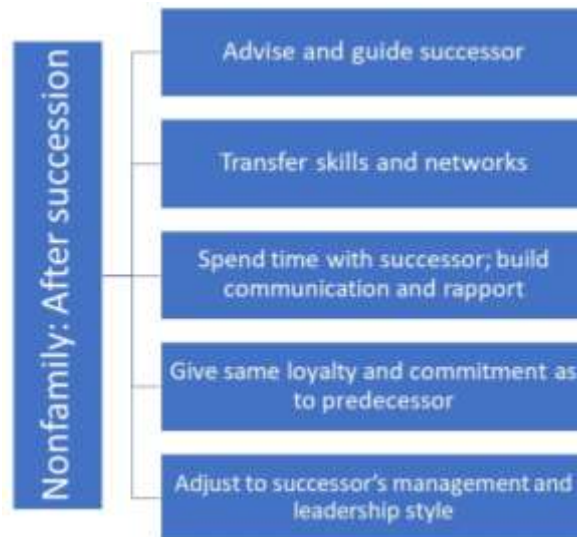 Nonfamily: After succession
Advise and guide successor
Transfer skills and networks
Spend time with successor; build
communication and rapport
Give same loyalty and commitment as
to predecessor
Adjust to successor’s management and
leadership style